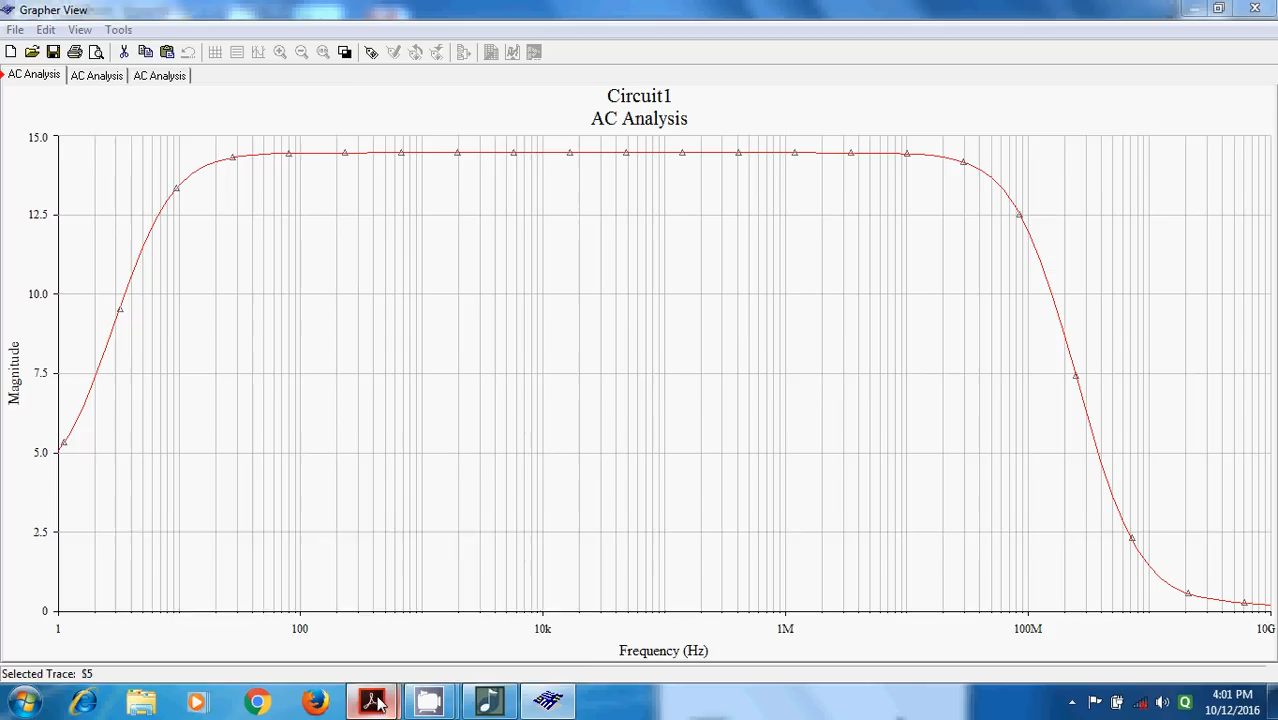 Grapher View
File Edit View Tools
AC Analysis AC Analysis AC Analysis
Circuit1
AC Analysis
15.0
12.5
10.0
7.5
5.0
2.5
0
Magnitude
1 100 10k 1M 100M 10G
Frequency (Hz)
Selected Trace: $5
4:01 PM
10/12/2016